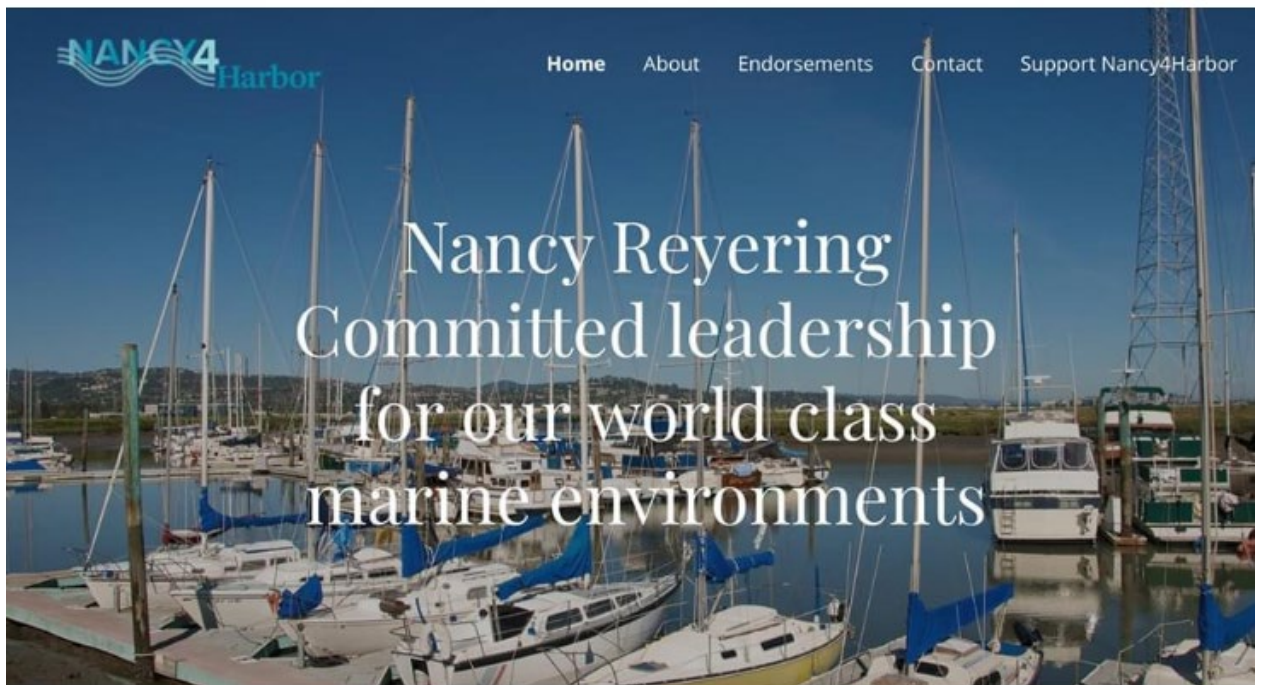 NANCY4
Harbor
Home About Endorsements Contact Support Nancy4Harbor
Nancy Reyering
Committed leadership
for our world class
marine environments